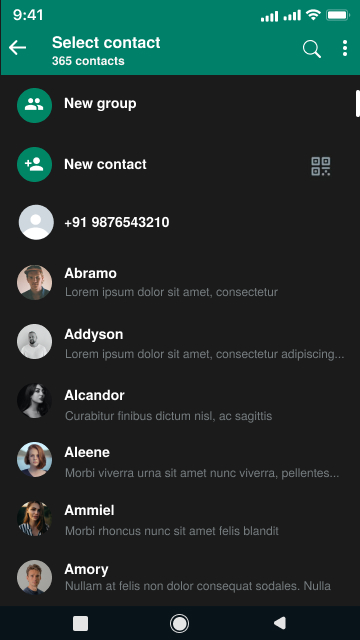 9:41
Select contact
365 contacts
New group
New contact
+91 9876543210
Abramo
Lorem ipsum dolor sit amet, consectetur
Addyson
Lorem ipsum dolor sit amet, consectetur adipiscing...
Alcandor
Curabitur finibus dictum nisl, ac sagittis
Aleene
Morbi viverra urna sit amet nunc viverra, pellentes...
Ammiel
Morbi rhoncus nunc sit amet felis blandit
Amory
Nullam at felis non dolor consequat sodales. Nulla